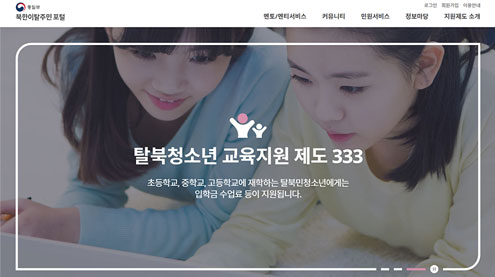 통일부
북한이탈주민 포털
로그인 회원가입 이용안내
멘토/멘티서비스 커뮤니티 민원서비스 정보마당 지원제도 소개
탈북청소년 교육지원 제도 333
초등학교, 중학교, 고등학교에 재학하는 탈북민청소년에게는
입학금 수업료 등이 지원됩니다.